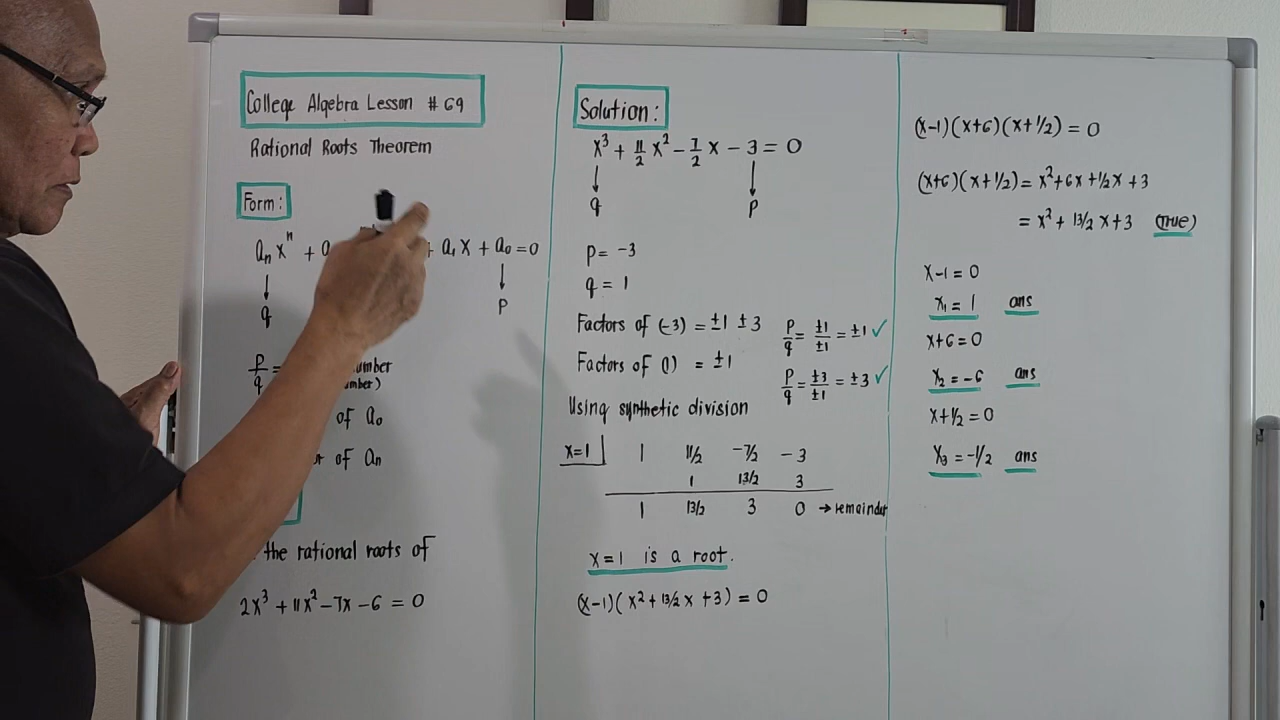 College Algebra Lesson # 69
Rational Roots Theorem
Form:
aₙxⁿ + a + a₁x + a₀ = 0
q
p
p/q =
of a₀
of aₙ
the rational roots of
2x³ + 11x² - 7x - 6 = 0
Solution:
x³ + 11/2 x² - 7/2 x - 3 = 0
q p
p = -3
q = 1
Factors of (-3) = ±1 ±3
p/q = ±1/±1 = ±1 ✓
Factors of (1) = ±1
p/q = ±3/±1 = ±3 ✓
Using synthetic division
x=1 1 11/2 -7/2 -3
1 13/2 3
1 13/2 3 0 → remainder
x=1 is a root.
(x-1)(x² + 13/2 x + 3) = 0
(x-1)(x+6)(x+1/2) = 0
(x+6)(x+1/2) = x² + 6x + 1/2x + 3
= x² + 13/2 x + 3 (True)
x-1 = 0
x₁ = 1 ans
x+6 = 0
x₂ = -6 ans
x+1/2 = 0
x₃ = -1/2 ans